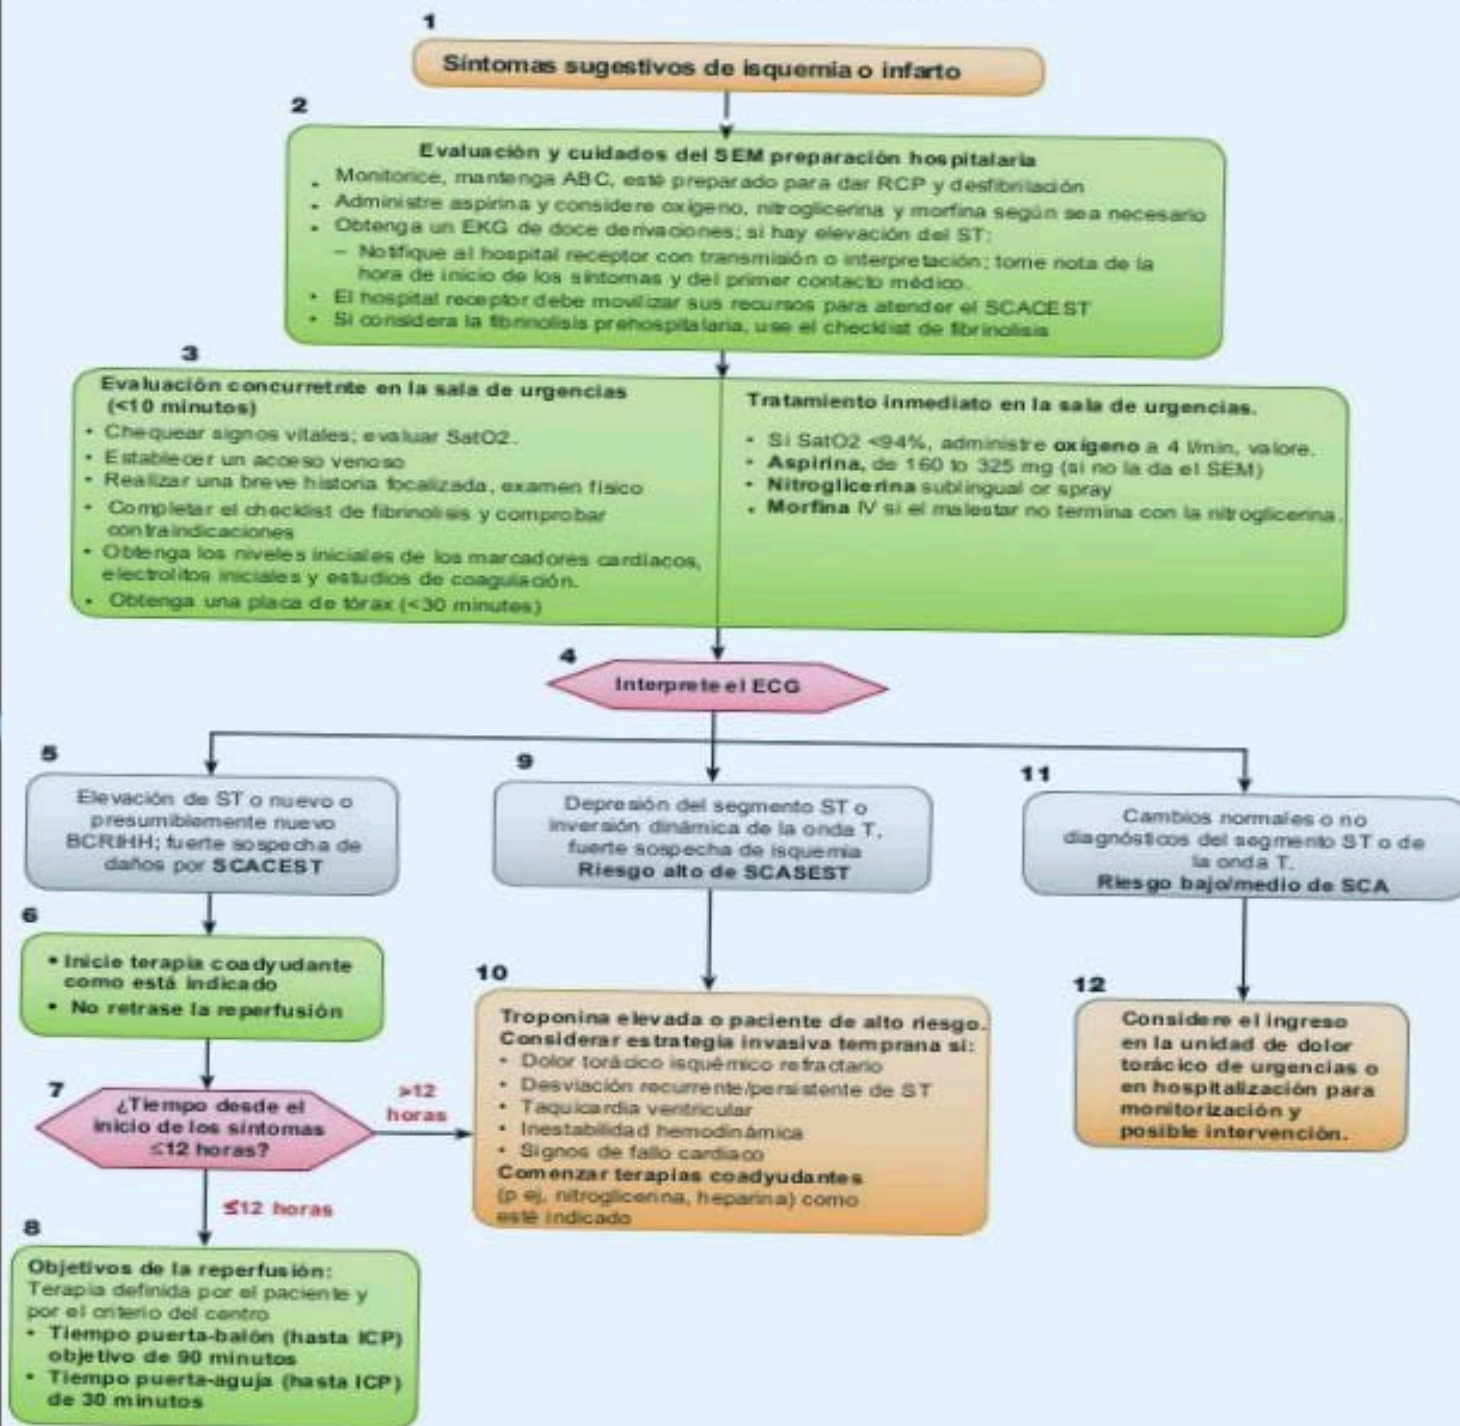 1
Síntomas sugestivos de isquemia o infarto
2
Evaluación y cuidados del SEM preparación hospitalaria
• Monitorice, mantenga ABC, esté preparado para dar RCP y desfibrilación
• Administre aspirina y considere oxígeno, nitroglicerina y morfina según sea necesario
• Obtenga un EKG de doce derivaciones; si hay elevación del ST:
– Notifique al hospital receptor con transmisión o interpretación; tome nota de la
hora de inicio de los síntomas y del primer contacto médico.
• El hospital receptor debe movilizar sus recursos para atender el SCACEST
• Si considera la fibrinolisis prehospitalaria, use el checklist de fibrinolisis
3
Evaluación concurretnte en la sala de urgencias
(<10 minutos)
• Chequear signos vitales; evaluar SatO2.
• Establecer un acceso venoso
• Realizar una breve historia focalizada, examen físico
• Completar el checklist de fibrinolisis y comprobar
contraindicaciones
• Obtenga los niveles iniciales de los marcadores cardíacos,
electrolitos iniciales y estudios de coagulación.
• Obtenga una placa de tórax (<30 minutes)
Tratamiento inmediato en la sala de urgencias.
• Si SatO2 <94%, administre oxígeno a 4 l/min, valore.
• Aspirina, de 160 to 325 mg (si no la da el SEM)
• Nitroglicerina sublingual or spray
• Morfina IV si el malestar no termina con la nitroglicerina.
4
Interprete el ECG
5
Elevación de ST o nuevo o
presumiblemente nuevo
BCRIHH; fuerte sospecha de
daños por SCACEST
6
• Inicie terapia coadyudante
como está indicado
• No retrase la reperfusión
7
¿Tiempo desde el
inicio de los síntomas
≤12 horas?
>12
horas
≤12 horas
8
Objetivos de la reperfusión:
Terapia definida por el paciente y
por el criterio del centro
• Tiempo puerta-balón (hasta ICP)
objetivo de 90 minutos
• Tiempo puerta-aguja (hasta ICP)
de 30 minutos
9
Depresión del segmento ST o
inversión dinámica de la onda T,
fuerte sospecha de isquemia
Riesgo alto de SCASEST
10
Troponina elevada o paciente de alto riesgo.
Considerar estrategia invasiva temprana si:
• Dolor torácico isquémico refractario
• Desviación recurrente/persistente de ST
• Taquicardia ventricular
• Inestabilidad hemodinámica
• Signos de fallo cardiaco
Comenzar terapias coadyudantes
(p ej, nitroglicerina, heparina) como
esté indicado
11
Cambios normales o no
diagnósticos del segmento ST o de
la onda T.
Riesgo bajo/medio de SCA
12
Considere el ingreso
en la unidad de dolor
torácico de urgencias o
en hospitalización para
monitorización y
posible intervención.